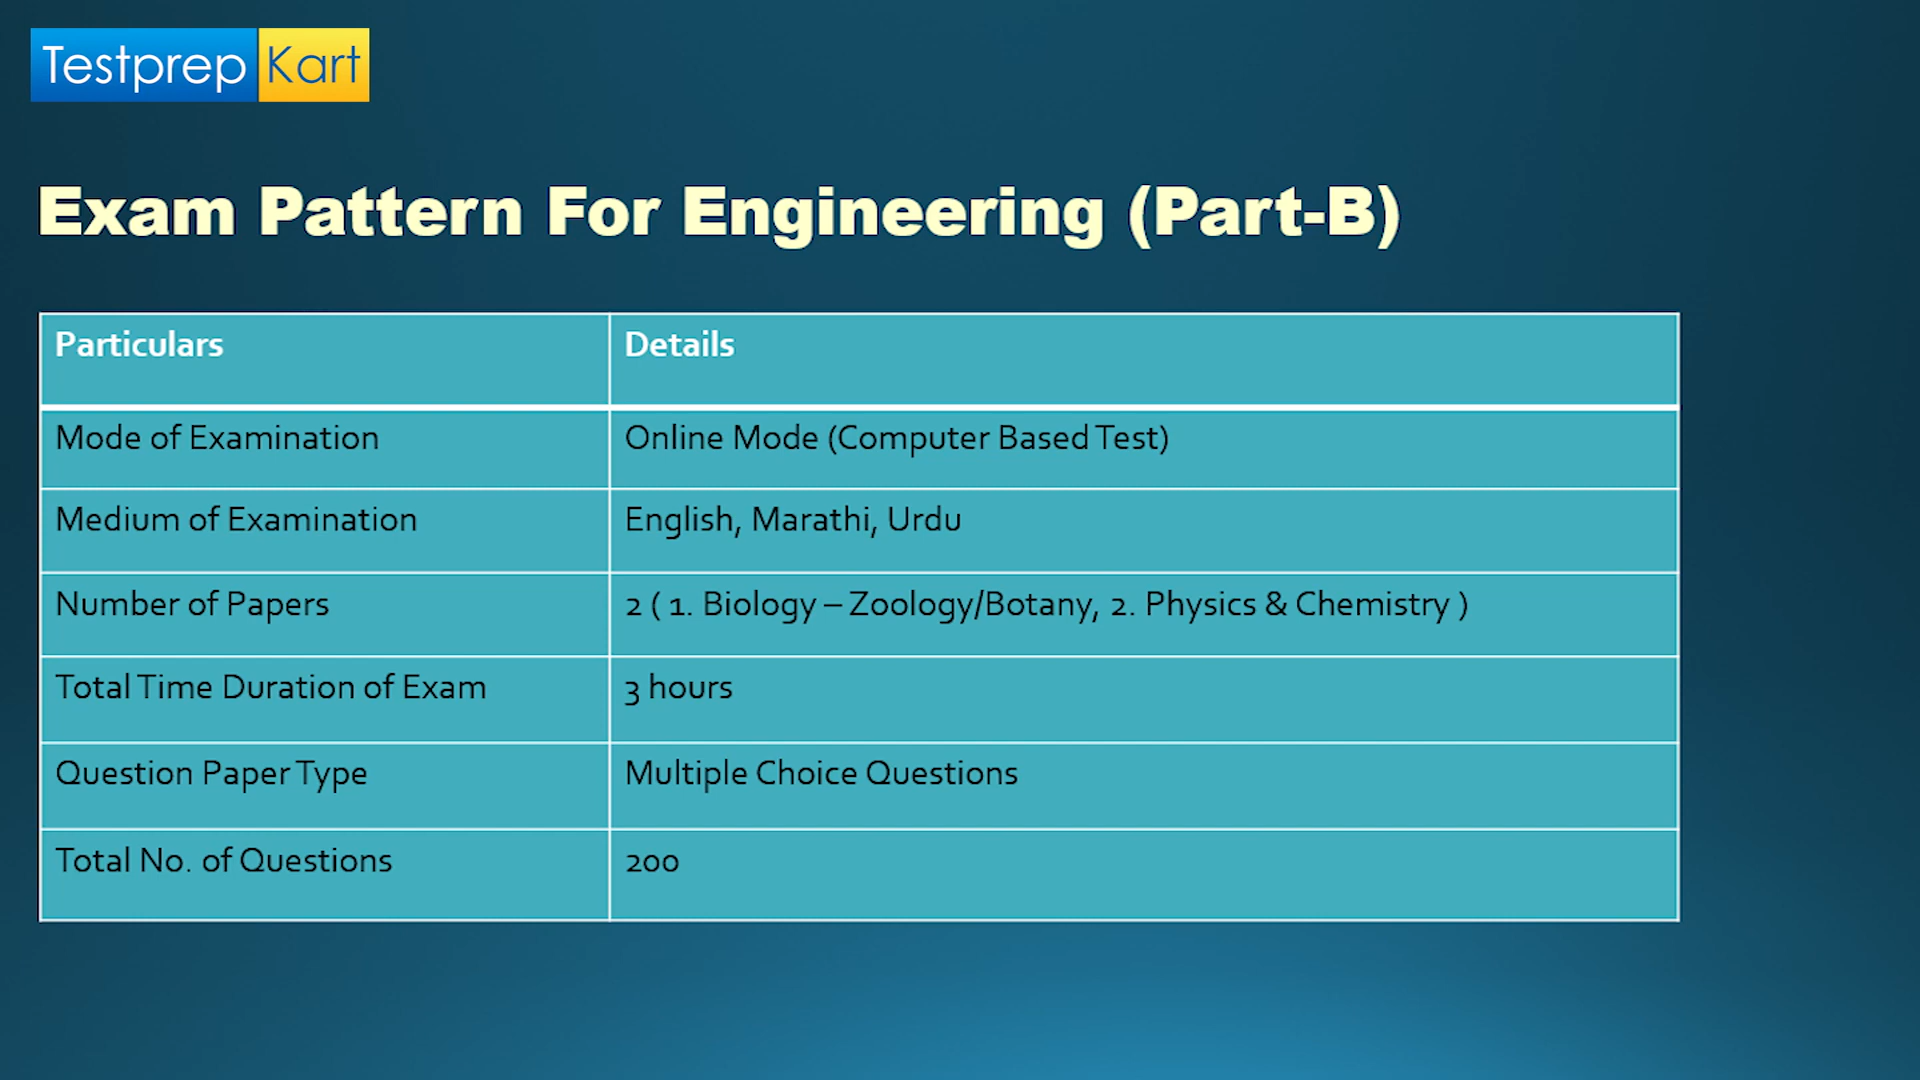 Testprep Kart
Exam Pattern For Engineering (Part-B)
Particulars Details
Mode of Examination Online Mode (Computer Based Test)
Medium of Examination English, Marathi, Urdu
Number of Papers 2 ( 1. Biology – Zoology/Botany, 2. Physics & Chemistry )
Total Time Duration of Exam 3 hours
Question Paper Type Multiple Choice Questions
Total No. of Questions 200